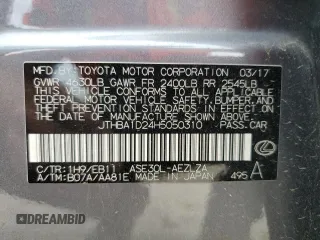 MFD.BY TOYOTA MOTOR CORPORATION 03/17
GVWR 4630LB GAWR FR 2400LB RR 2545LB
THIS VEHICLE CONFORMS TO ALL APPLICABLE
FEDERAL MOTOR VEHICLE SAFETY,BUMPER,AND
THEFT PREVENTION STANDARDS IN EFFECT ON
THE DATE OF MANUFACTURE SHOWN ABOVE.
JTHBA1D24H5050310 PASS.CAR
C/TR:1H9/EB11 ASE30L-AEZLZA
A/TM:B07A/AA81E MADE IN JAPAN 495 A